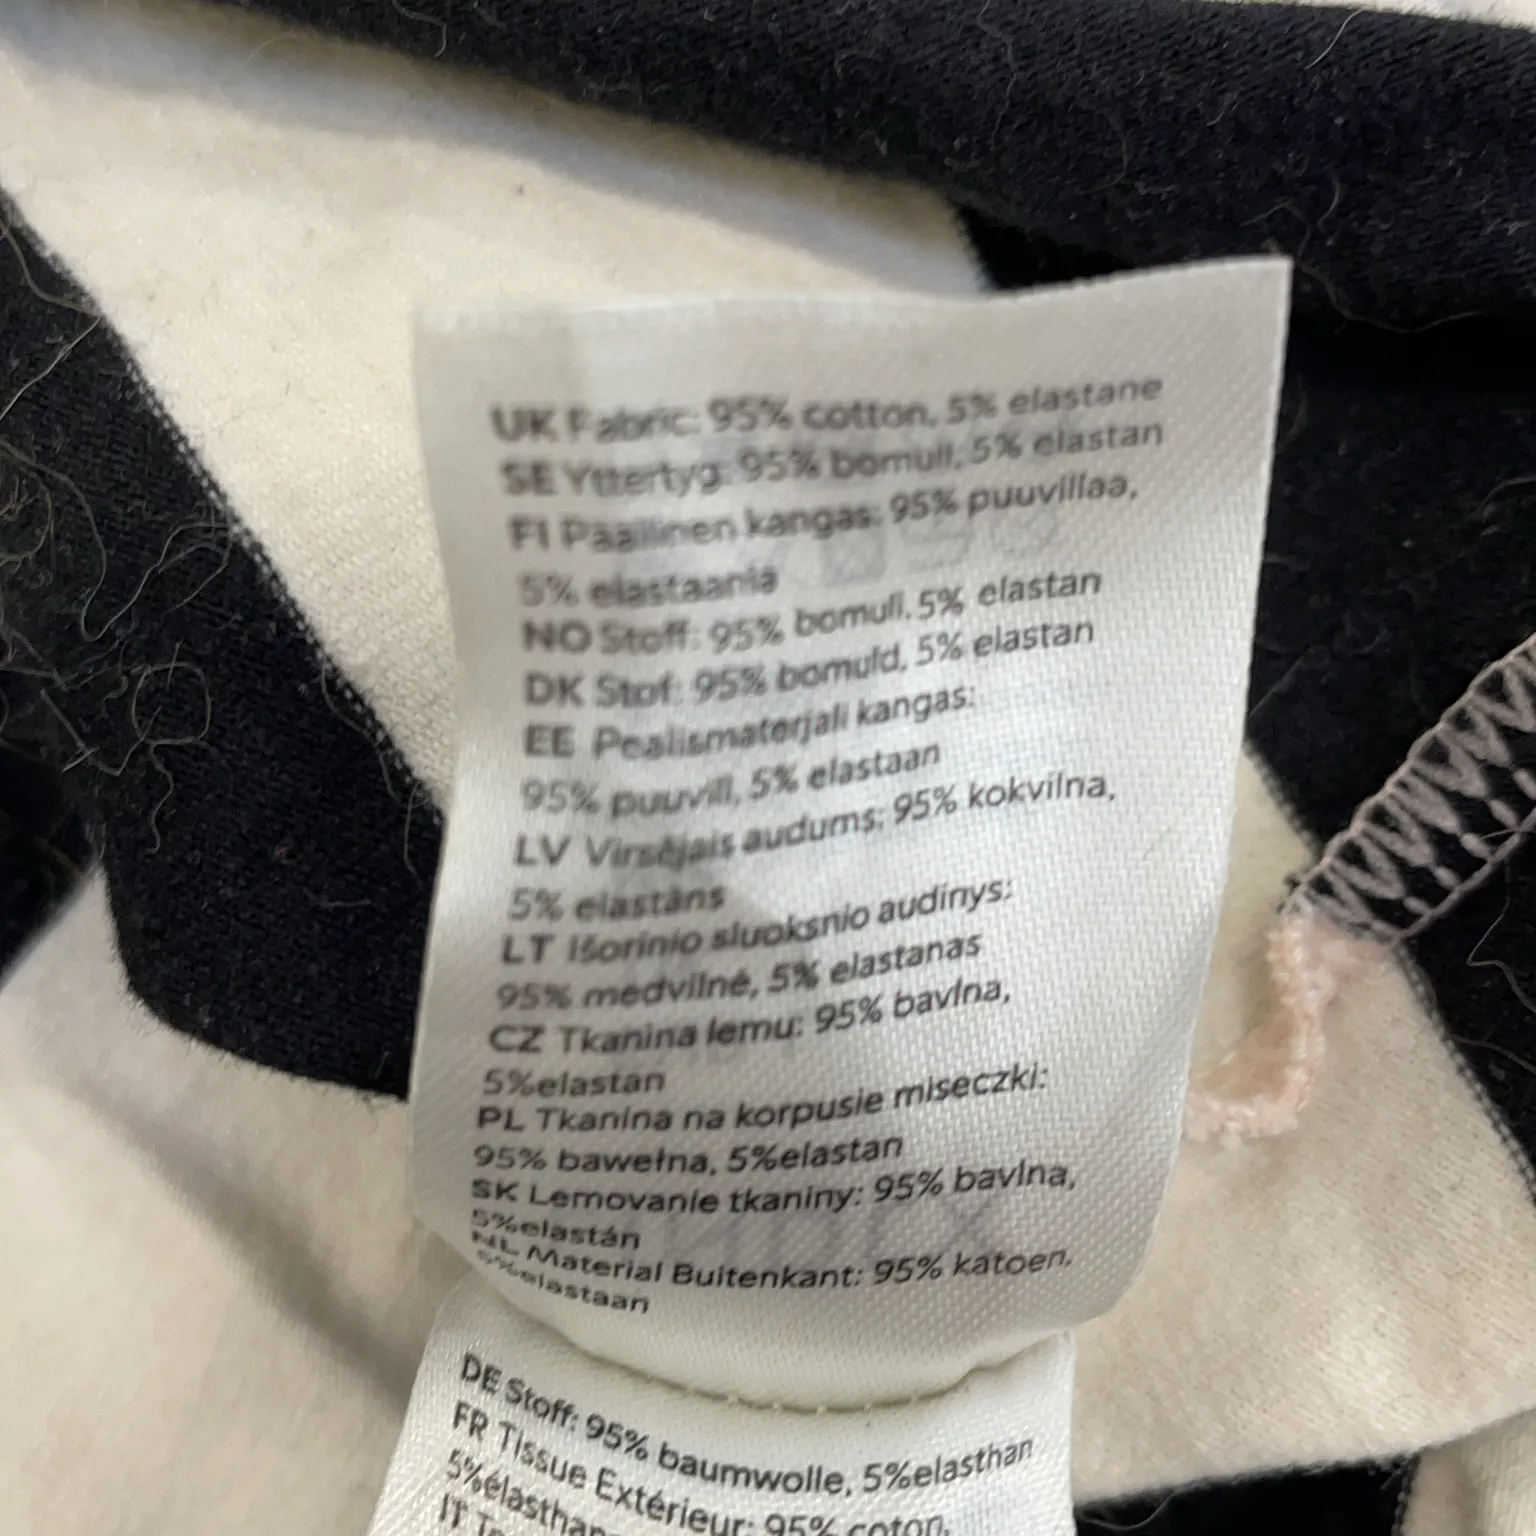 UK Fabric: 95% cotton, 5% elastane
SE Yttertyg: 95% bomull, 5% elastan
FI Päällinen kangas: 95% puuvillaa,
5% elastaania
NO Stoff: 95% bomull, 5% elastan
DK Stof: 95% bomuld, 5% elastan
EE Pealismaterjali kangas:
95% puuvill, 5% elastaan
LV Virsējais audums: 95% kokvilna,
5% elastāns
LT Išorinio sluoksnio audinys:
95% medvilnė, 5% elastanas
CZ Tkanina lemu: 95% bavlna,
5%elastan
PL Tkanina na korpusie miseczki:
95% bawełna, 5%elastan
SK Lemovanie tkaniny: 95% bavlna,
5%elastán
NL Material Buitenkant: 95% katoen,
5%elastaan
DE Stoff: 95% baumwolle, 5%elasthan
FR Tissue Extérieur: 95% coton,
5%élasthan
IT